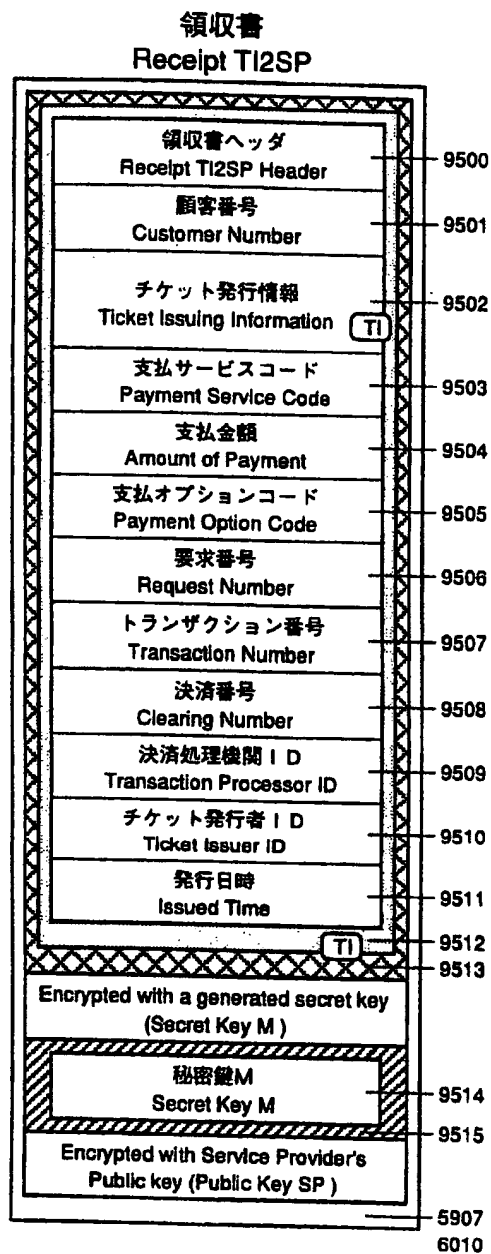 領収書
Receipt TI2SP
領収書ヘッダ
Receipt TI2SP Header
9500
顧客番号
Customer Number
9501
チケット発行情報
Ticket Issuing Information
TI
9502
支払サービスコード
Payment Service Code
9503
支払金額
Amount of Payment
9504
支払オプションコード
Payment Option Code
9505
要求番号
Request Number
9506
トランザクション番号
Transaction Number
9507
決済番号
Clearing Number
9508
決済処理機関ID
Transaction Processor ID
9509
チケット発行者ID
Ticket Issuer ID
9510
発行日時
Issued Time
9511
TI
9512
9513
Encrypted with a generated secret key
(Secret Key M )
秘密鍵M
Secret Key M
9514
9515
Encrypted with Service Provider's
Public key (Public Key SP )
5907
6010